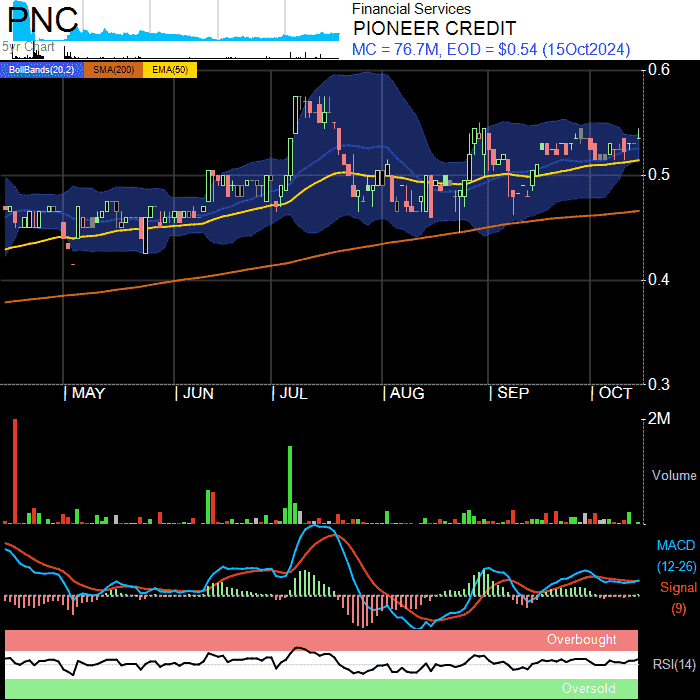 PNC
5yr Chart
Financial Services
PIONEER CREDIT
MC = 76.7M, EOD = $0.54 (15Oct2024)
BollBands(20,2) SMA(200) EMA(50)
0.6
0.5
0.4
0.3
MAY JUN JUL AUG SEP OCT
2M
Volume
MACD
(12-26)
Signal
(9)
Overbought
RSI(14)
Oversold